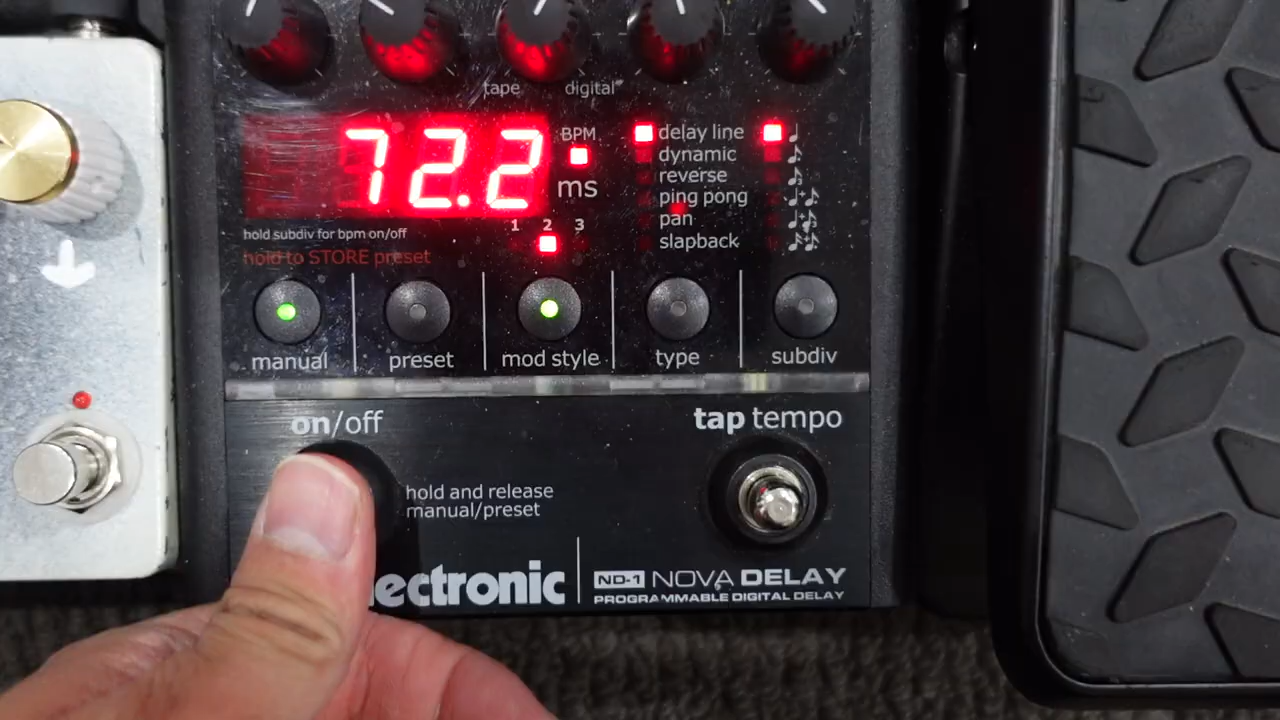 tape digital
72.2
BPM
ms
1 2 3
delay line
dynamic
reverse
ping pong
pan
slapback
hold subdiv for bpm on/off
hold to STORE preset
manual preset mod style type subdiv
on/off
tap tempo
hold and release
manual/preset
ectronic
ND-1 NOVA DELAY
PROGRAMMABLE DIGITAL DELAY